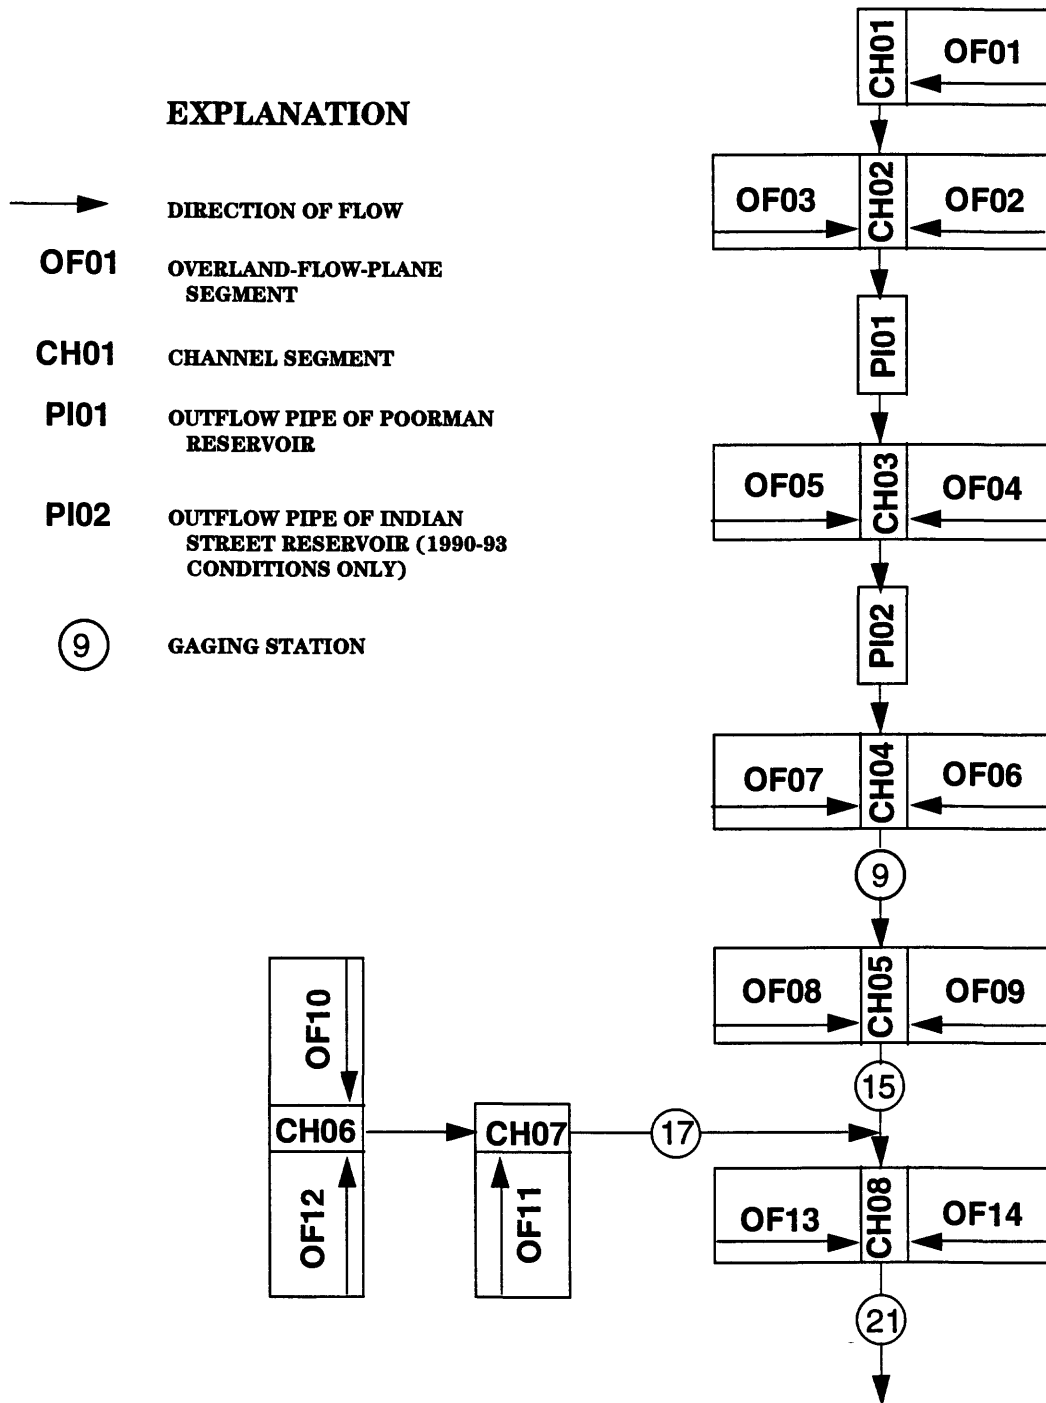 EXPLANATION
DIRECTION OF FLOW
OF01
OVERLAND-FLOW-PLANE
SEGMENT
CH01
CHANNEL SEGMENT
PI01
OUTFLOW PIPE OF POORMAN
RESERVOIR
PI02
OUTFLOW PIPE OF INDIAN
STREET RESERVOIR (1990-93
CONDITIONS ONLY)
9
GAGING STATION
CH01
OF01
OF03
CH02
OF02
PI01
OF05
CH03
OF04
PI02
OF07
CH04
OF06
9
OF08
CH05
OF09
15
OF10
CH06
OF12
CH07
OF11
17
OF13
CH08
OF14
21